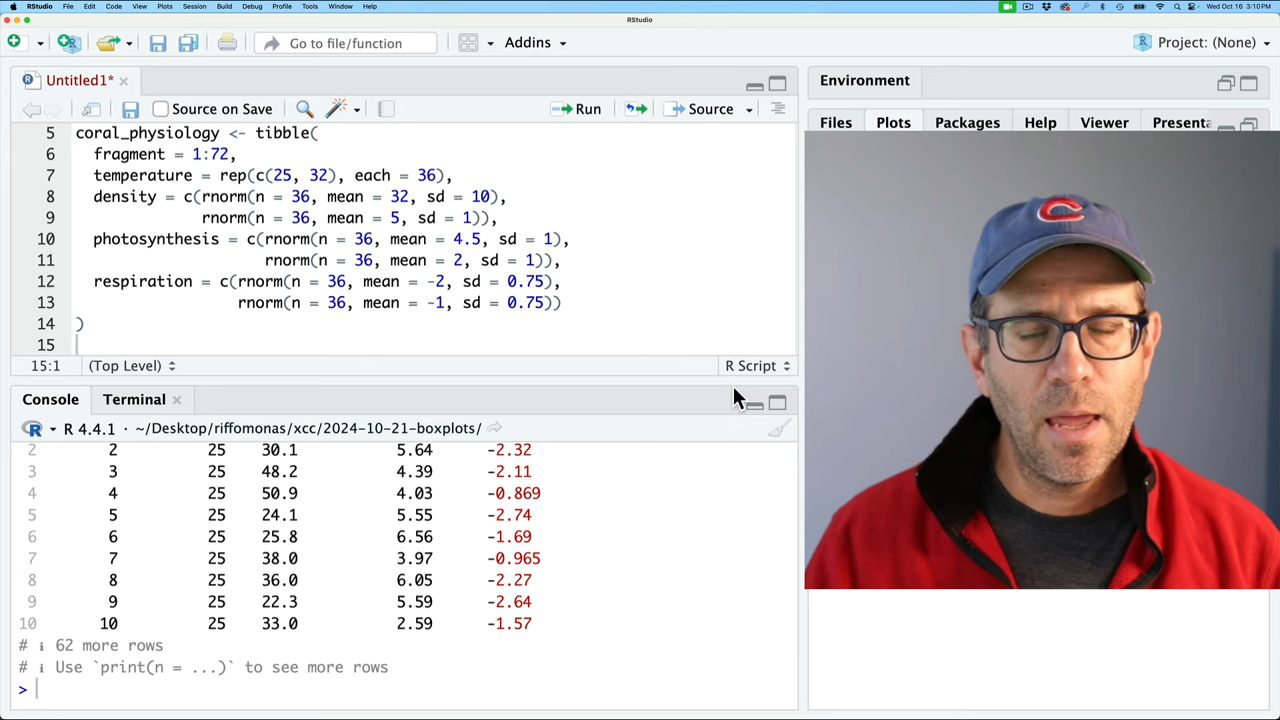 RStudio File Edit Code View Plots Session Build Debug Profile Tools Window Help Wed Oct 16 3:10 PM
RStudio
Go to file/function Addins Project: (None)
Untitled1* Environment
Source on Save Run Source
Files Plots Packages Help Viewer Presenta
5 coral_physiology <- tibble(
6 fragment = 1:72,
7 temperature = rep(c(25, 32), each = 36),
8 density = c(rnorm(n = 36, mean = 32, sd = 10),
9 rnorm(n = 36, mean = 5, sd = 1)),
10 photosynthesis = c(rnorm(n = 36, mean = 4.5, sd = 1),
11 rnorm(n = 36, mean = 2, sd = 1)),
12 respiration = c(rnorm(n = 36, mean = -2, sd = 0.75),
13 rnorm(n = 36, mean = -1, sd = 0.75))
14 )
15
15:1 (Top Level) R Script
Console Terminal
R 4.4.1 · ~/Desktop/riffomonas/xcc/2024-10-21-boxplots/
2 2 25 30.1 5.64 -2.32
3 3 25 48.2 4.39 -2.11
4 4 25 50.9 4.03 -0.869
5 5 25 24.1 5.55 -2.74
6 6 25 25.8 6.56 -1.69
7 7 25 38.0 3.97 -0.965
8 8 25 36.0 6.05 -2.27
9 9 25 22.3 5.59 -2.64
10 10 25 33.0 2.59 -1.57
# ℹ 62 more rows
# ℹ Use `print(n = ...)` to see more rows
>